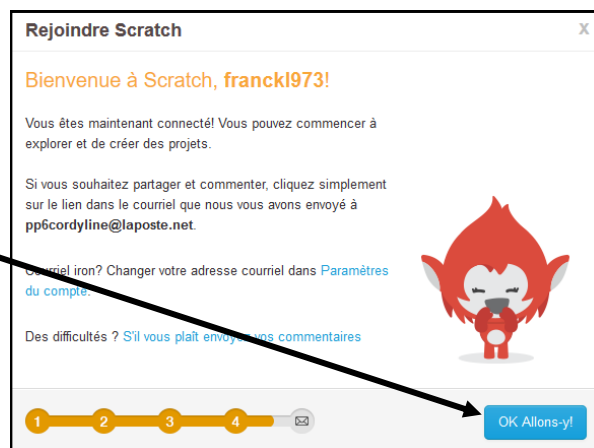 Rejoindre Scratch
X
Bienvenue à Scratch, franckl973!
Vous êtes maintenant connecté! Vous pouvez commencer à
explorer et de créer des projets.
Si vous souhaitez partager et commenter, cliquez simplement
sur le lien dans le courriel que nous vous avons envoyé à
pp6cordyline@laposte.net.
Courriel iron? Changer votre adresse courriel dans Paramètres
du compte.
Des difficultés ? S'il vous plaît envoyez vos commentaires
1 2 3 4
OK Allons-y!